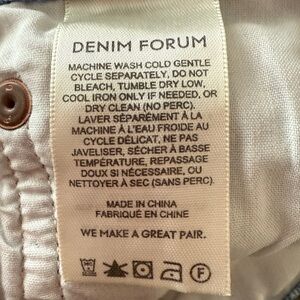 DENIM FORUM
MACHINE WASH COLD GENTLE
CYCLE SEPARATELY, DO NOT
BLEACH, TUMBLE DRY LOW,
COOL IRON ONLY IF NEEDED, OR
DRY CLEAN (NO PERC).
LAVER SÉPARÉMENT À LA
MACHINE À L'EAU FROIDE AU
CYCLE DÉLICAT, NE PAS
JAVELISER, SÉCHER À BASSE
TEMPÉRATURE, REPASSAGE
DOUX SI NÉCESSAIRE, OU
NETTOYER À SEC (SANS PERC).
MADE IN CHINA
FABRIQUÉ EN CHINE
WE MAKE A GREAT PAIR.
F